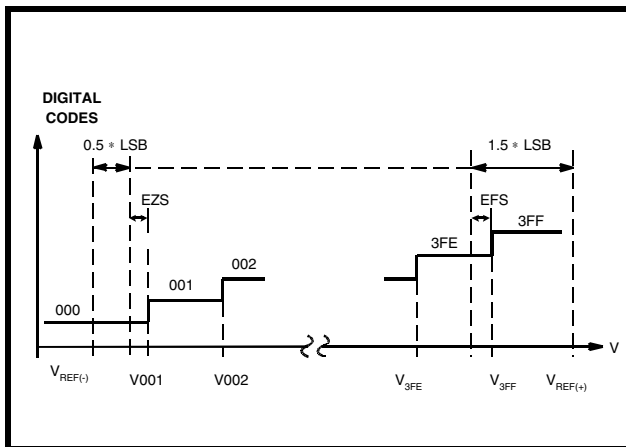 DIGITAL
CODES
0.5 * LSB
1.5 * LSB
EZS
EFS
3FF
3FE
002
001
000
V
VREF(-)
V001
V002
V3FE
V3FF
VREF(+)